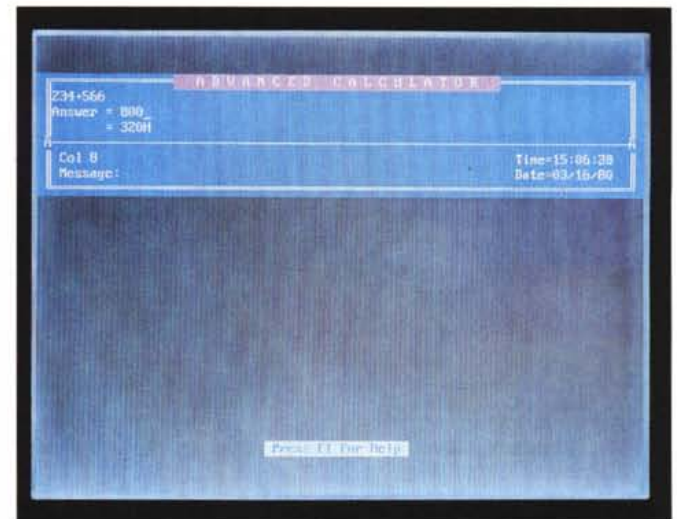 ADVANCED CALCULATOR
234+566
Answer = 800_
= 320H
Col 8
Time=15:06:28
Message:
Date=03/16/80
Press F1 For Help